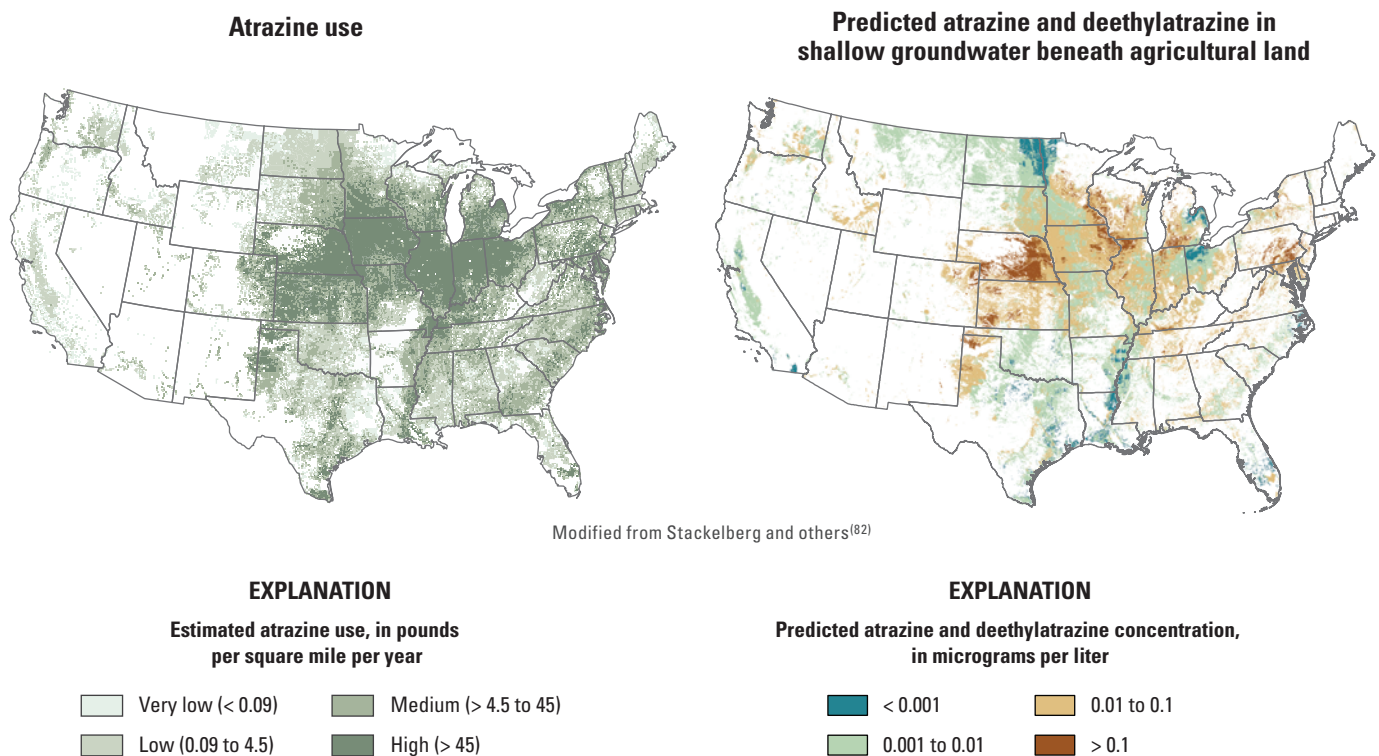 Atrazine use
Predicted atrazine and deethylatrazine in
shallow groundwater beneath agricultural land
Modified from Stackelberg and others(82)
EXPLANATION
Estimated atrazine use, in pounds
per square mile per year
Very low (< 0.09)
Medium (> 4.5 to 45)
Low (0.09 to 4.5)
High (> 45)
EXPLANATION
Predicted atrazine and deethylatrazine concentration,
in micrograms per liter
< 0.001
0.01 to 0.1
0.001 to 0.01
> 0.1